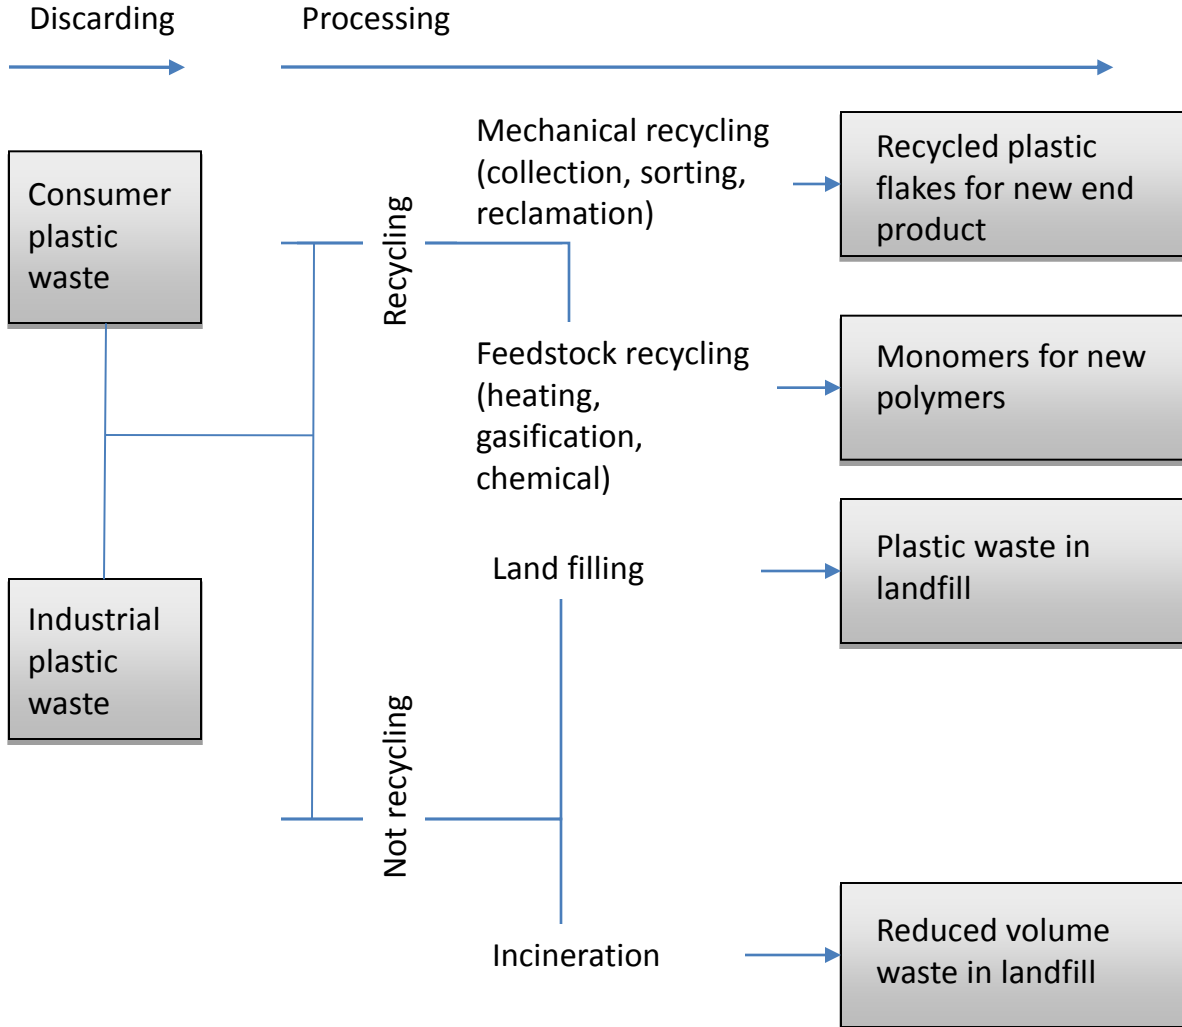 Discarding
Processing
Consumer
plastic
waste
Industrial
plastic
waste
Recycling
Not recycling
Mechanical recycling
(collection, sorting,
reclamation)
Recycled plastic
flakes for new end
product
Feedstock recycling
(heating,
gasification,
chemical)
Monomers for new
polymers
Land filling
Plastic waste in
landfill
Incineration
Reduced volume
waste in landfill